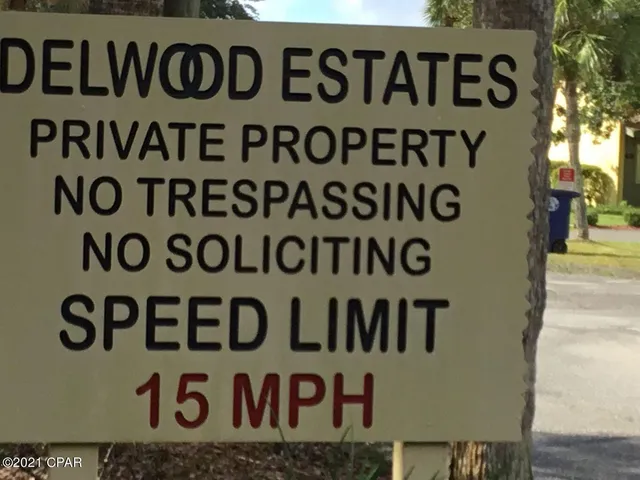 DELWOOD ESTATES
PRIVATE PROPERTY
NO TRESPASSING
NO SOLICITING
SPEED LIMIT
15 MPH
©2021 CPAR